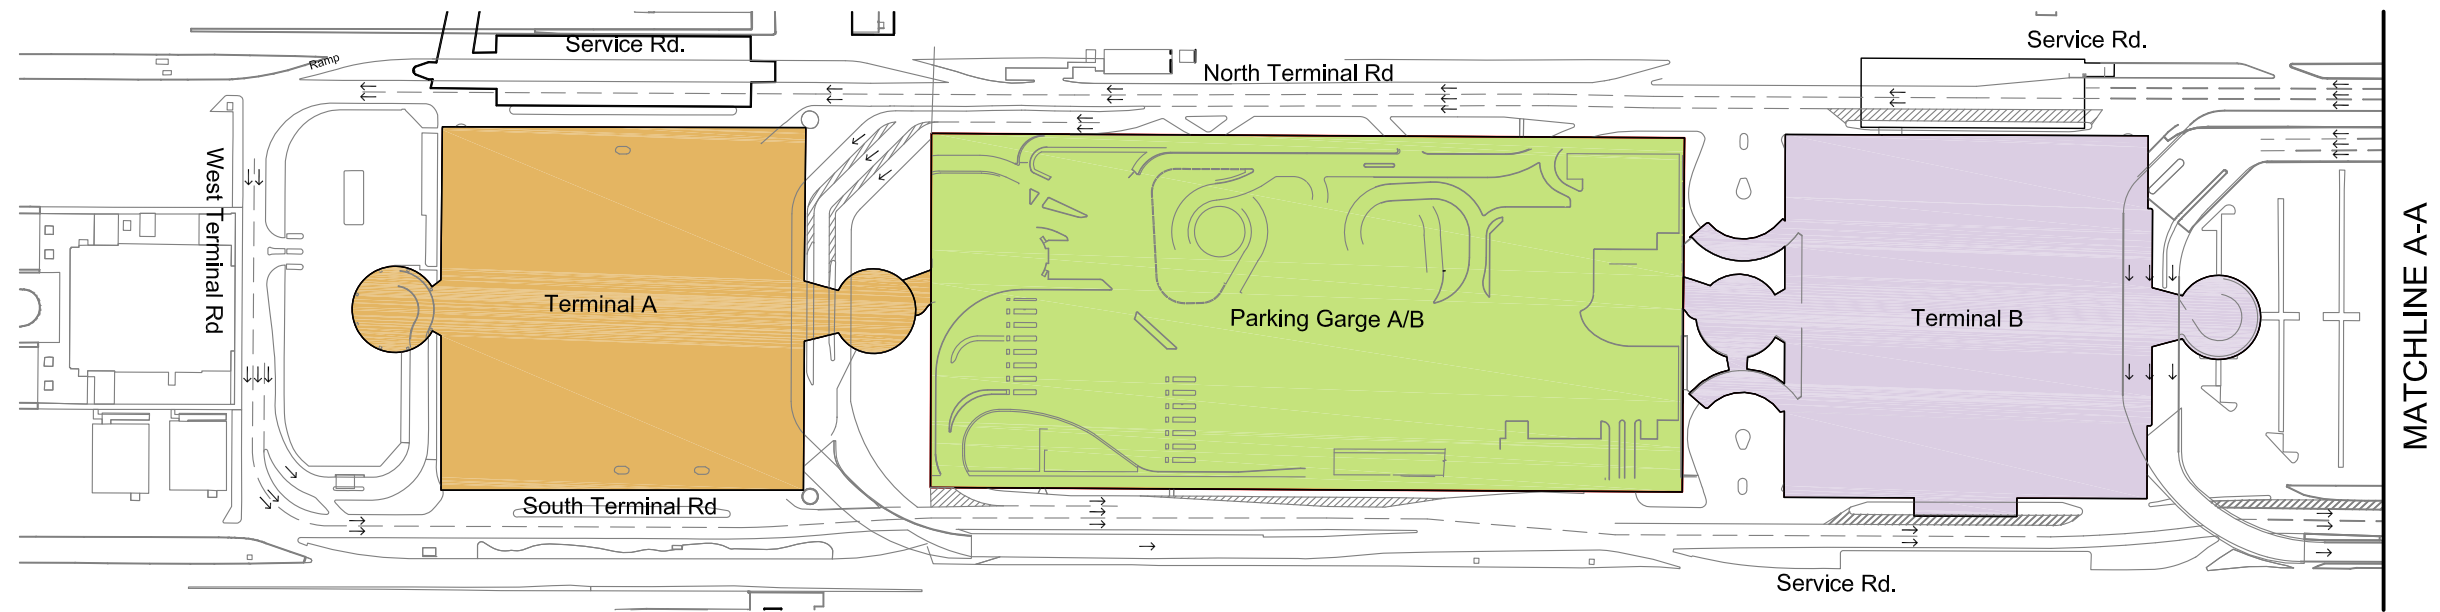 Service Rd.
Service Rd.
Ramp
North Terminal Rd
West Terminal Rd
Terminal A
Parking Garge A/B
Terminal B
MATCHLINE A-A
South Terminal Rd
Service Rd.